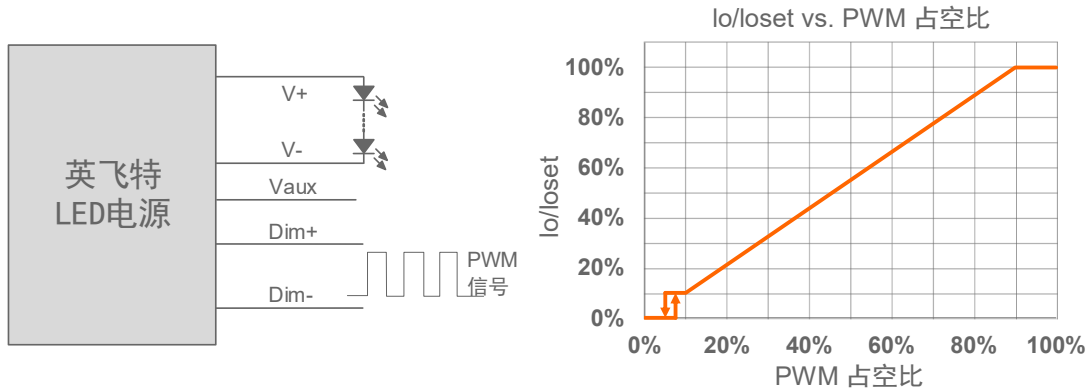 V+
V-
Vaux
Dim+
Dim-
英飞特
LED电源
PWM
信号
Io/Ioset vs. PWM 占空比
Io/Ioset
100%
80%
60%
40%
20%
0%
0%
20%
40%
60%
80%
100%
PWM 占空比